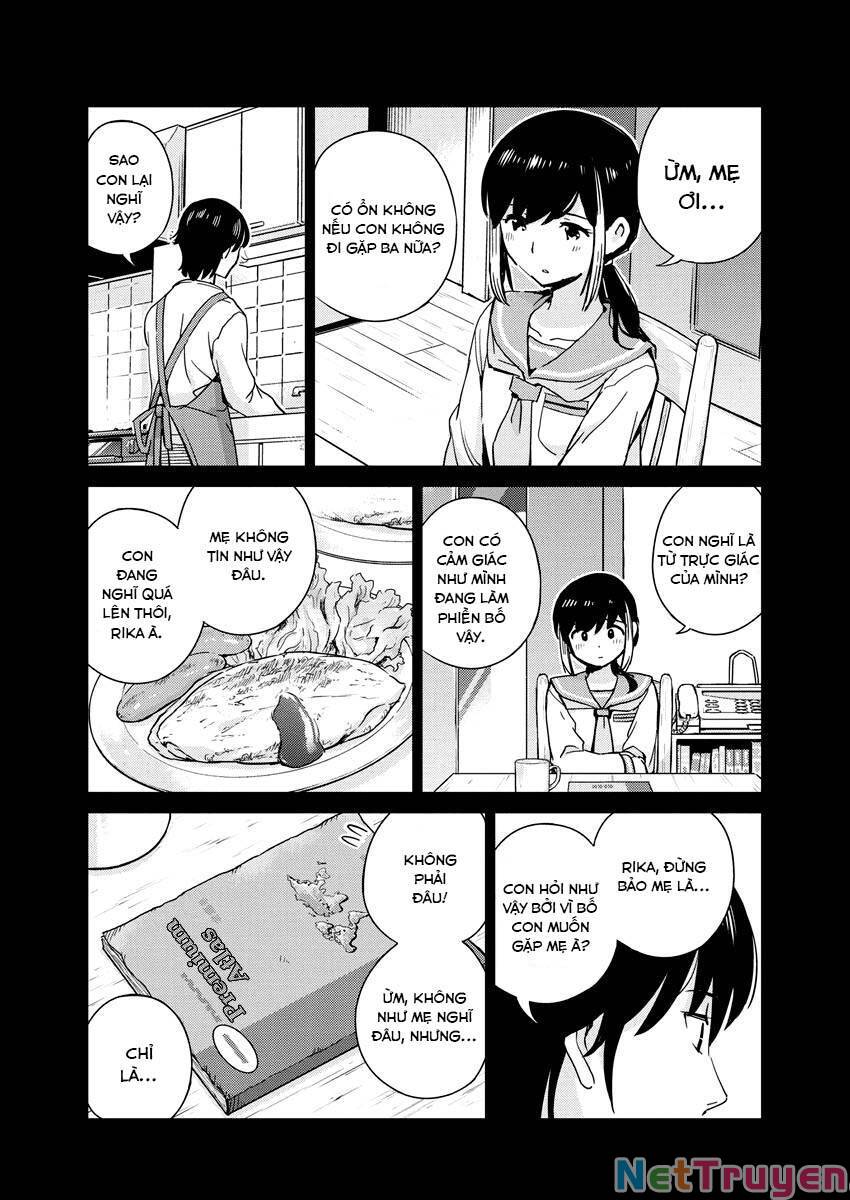 ỪM, MẸ
ƠI...
CÓ ỔN KHÔNG
NẾU CON KHÔNG
ĐI GẶP BA NỮA?
SAO
CON LẠI
NGHĨ
VẬY?
CON NGHĨ LÀ
TỪ TRỰC GIÁC
CỦA MÌNH?
CON CÓ
CẢM GIÁC
NHƯ MÌNH
ĐANG LÀM
PHIỀN BỐ
VẬY.
MẸ KHÔNG
TIN NHƯ VẬY
ĐÂU.
CON
ĐANG
NGHĨ QUÁ
LÊN THÔI,
RIKA À.
RIKA, ĐỪNG
BẢO MẸ LÀ...
CON HỎI NHƯ
VẬY BỞI VÌ BỐ
CON MUỐN
GẶP MẸ À?
KHÔNG
PHẢI
ĐÂU!
ỪM, KHÔNG
NHƯ MẸ NGHĨ
ĐÂU, NHƯNG...
Premium
Atlas
CHỈ
LÀ...
NetTruyen